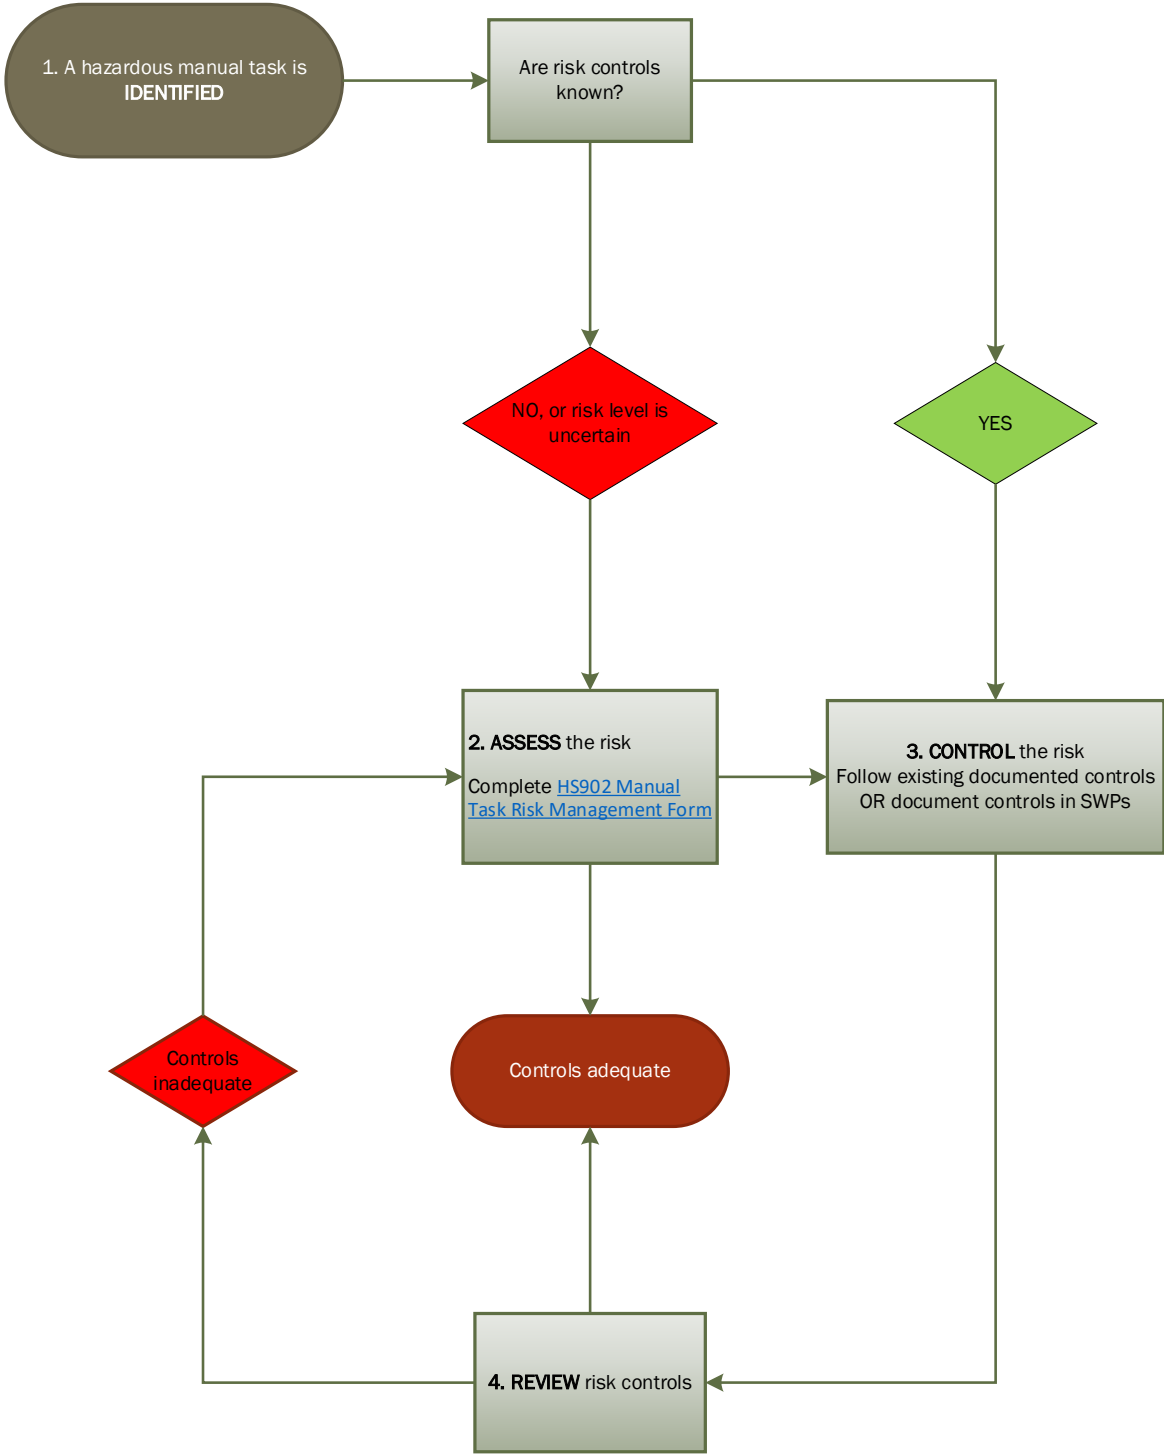 1. A hazardous manual task is
IDENTIFIED
Are risk controls
known?
NO, or risk level is
uncertain
YES
2. ASSESS the risk
Complete HS902 Manual
Task Risk Management Form
3. CONTROL the risk
Follow existing documented controls
OR document controls in SWPs
Controls
inadequate
Controls adequate
4. REVIEW risk controls